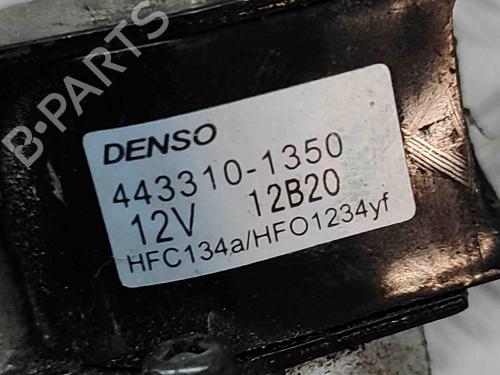 B·PARTS
DENSO
443310-1350
12V 12B20
HFC134a/HFO1234yf